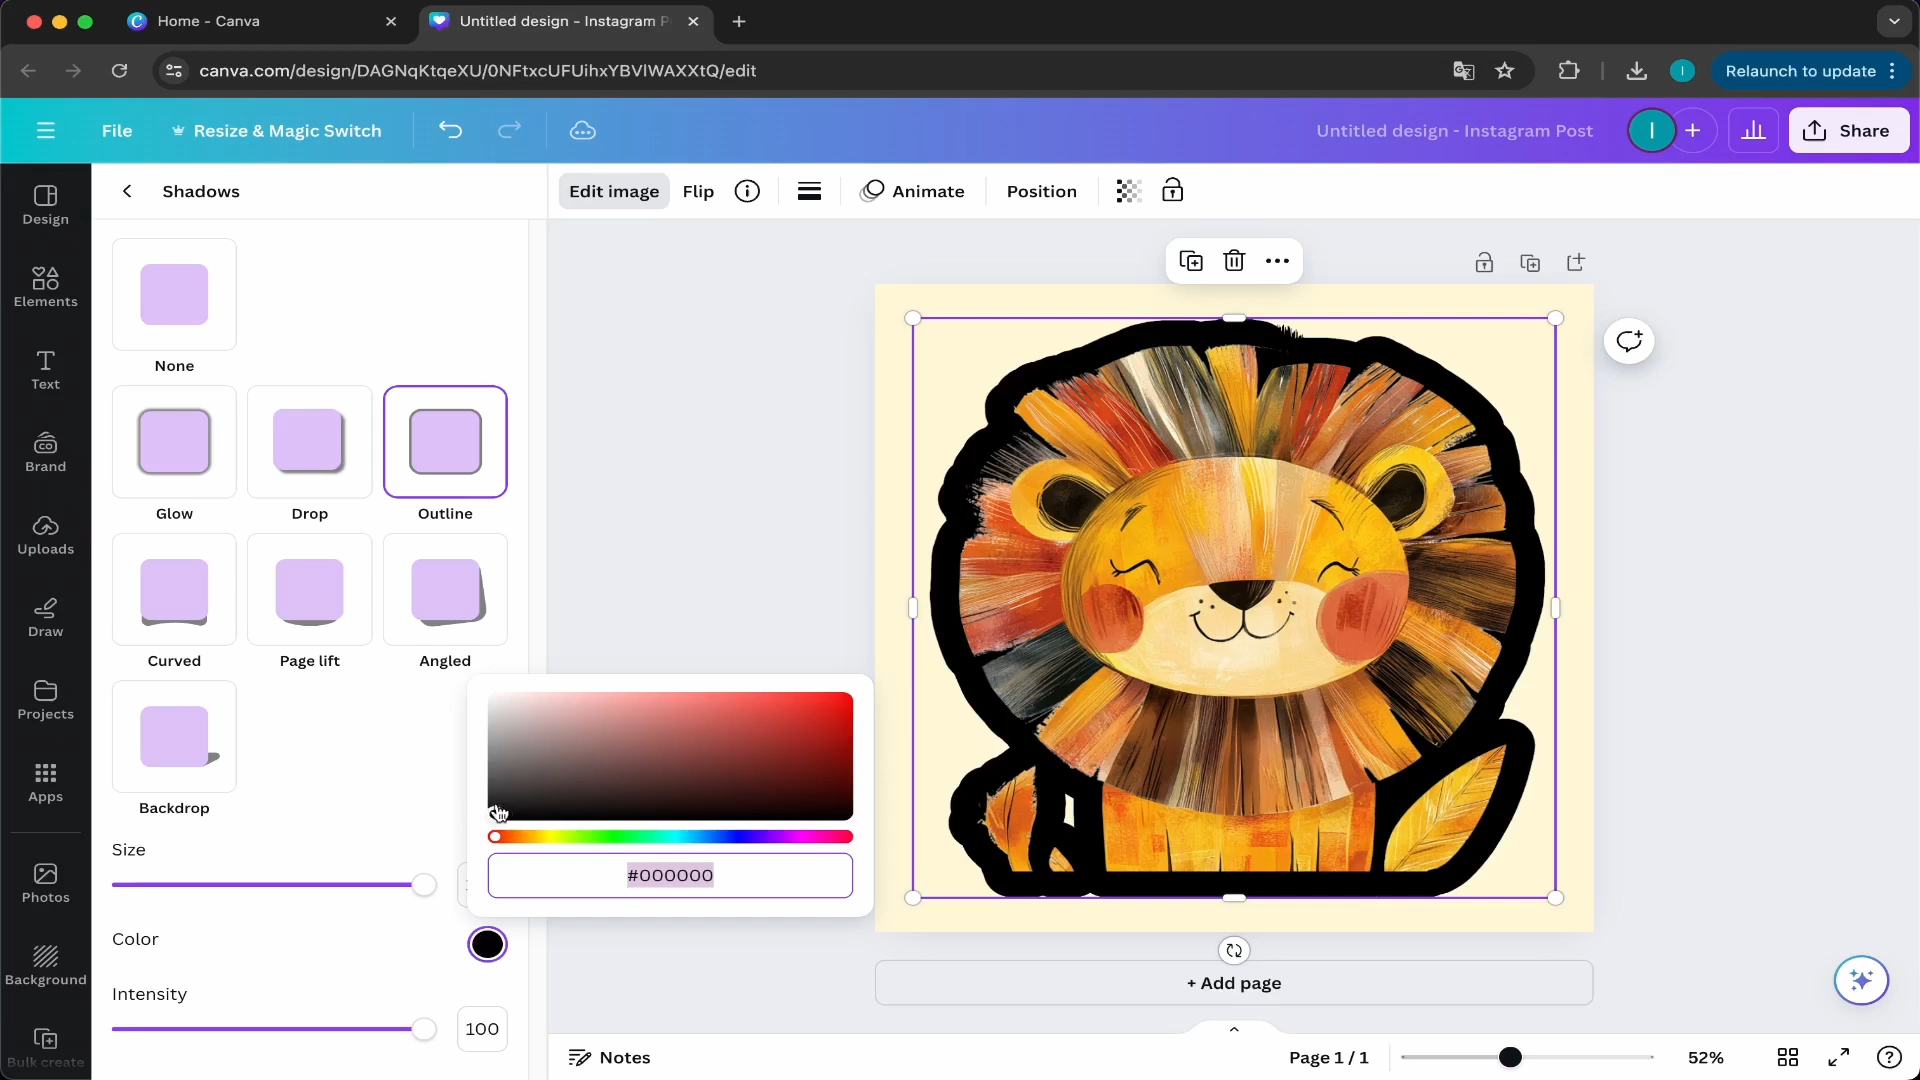 Home - Canva
Untitled design - Instagram P
canva.com/design/DAGNqKtqeXU/0NFtxcUFUihxYBVlWAXXtQ/edit
Relaunch to update
File
Resize & Magic Switch
Untitled design - Instagram Post
I
Share
Design
Elements
Text
Brand
Uploads
Draw
Projects
Apps
Photos
Background
Bulk create
Shadows
None
Glow
Drop
Outline
Curved
Page lift
Angled
Backdrop
Size
Color
Intensity
100
#000000
Edit image
Flip
Animate
Position
+ Add page
Notes
Page 1 / 1
52%